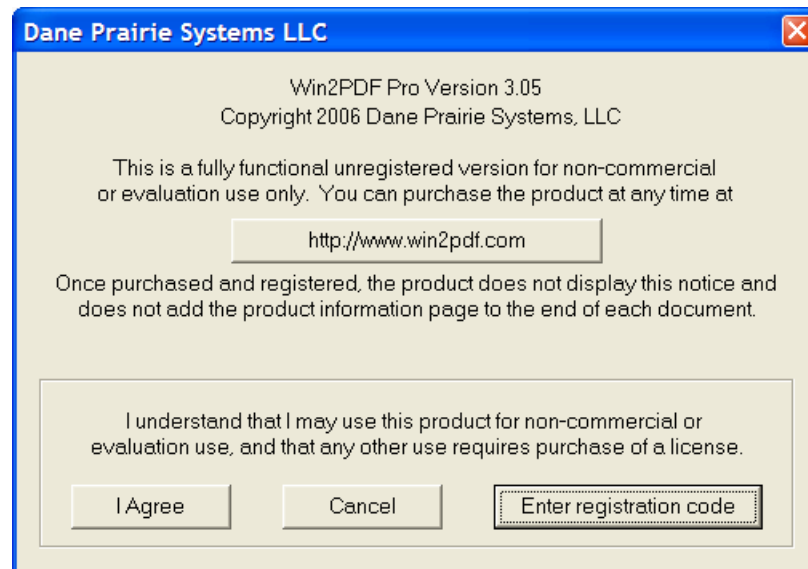 Dane Prairie Systems LLC
Win2PDF Pro Version 3.05
Copyright 2006 Dane Prairie Systems, LLC
This is a fully functional unregistered version for non-commercial
or evaluation use only. You can purchase the product at any time at
http://www.win2pdf.com
Once purchased and registered, the product does not display this notice and
does not add the product information page to the end of each document.
I understand that I may use this product for non-commercial or
evaluation use, and that any other use requires purchase of a license.
I Agree Cancel Enter registration code